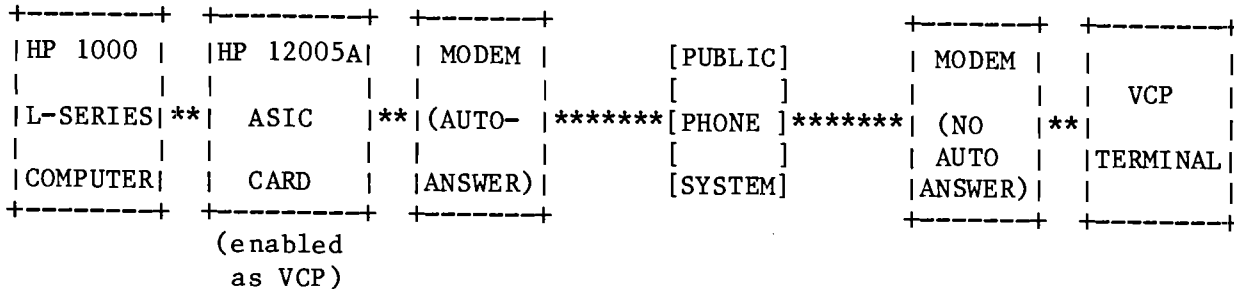 +---------+  +----------+  +--------+                         +--------+  +---------+
|HP 1000  |  |HP 12005A|  | MODEM  |       [PUBLIC]          | MODEM  |  |         |
|         |  |          |  |        |       [      ]          |        |  |   VCP   |
|L-SERIES| **|   ASIC   |**|(AUTO-  |*******[PHONE ]*******| (NO    |**|         |
|         |  |          |  |        |       [      ]          | AUTO   |  |TERMINAL|
|COMPUTER|  |   CARD   |  |ANSWER) |       [SYSTEM]          |ANSWER) |  |         |
+---------+  +----------+  +--------+                         +--------+  +---------+
(enabled
as VCP)